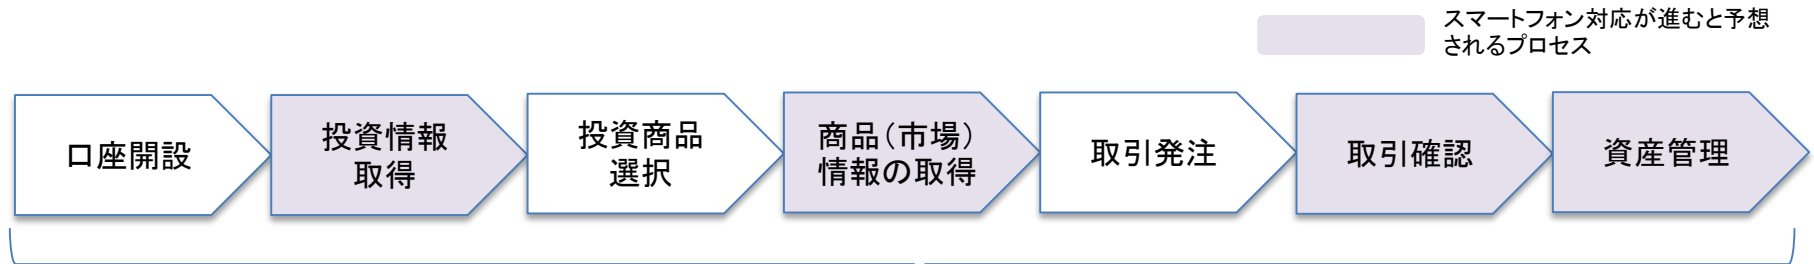 スマートフォン対応が進むと予想
されるプロセス
口座開設
投資情報
取得
投資商品
選択
商品(市場)
情報の取得
取引発注
取引確認
資産管理